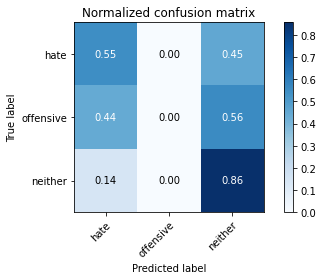 Normalized confusion matrix
True label
hate 0.55 0.00 0.45
offensive 0.44 0.00 0.56
neither 0.14 0.00 0.86
hate offensive neither
Predicted label
0.8
0.7
0.6
0.5
0.4
0.3
0.2
0.1
0.0